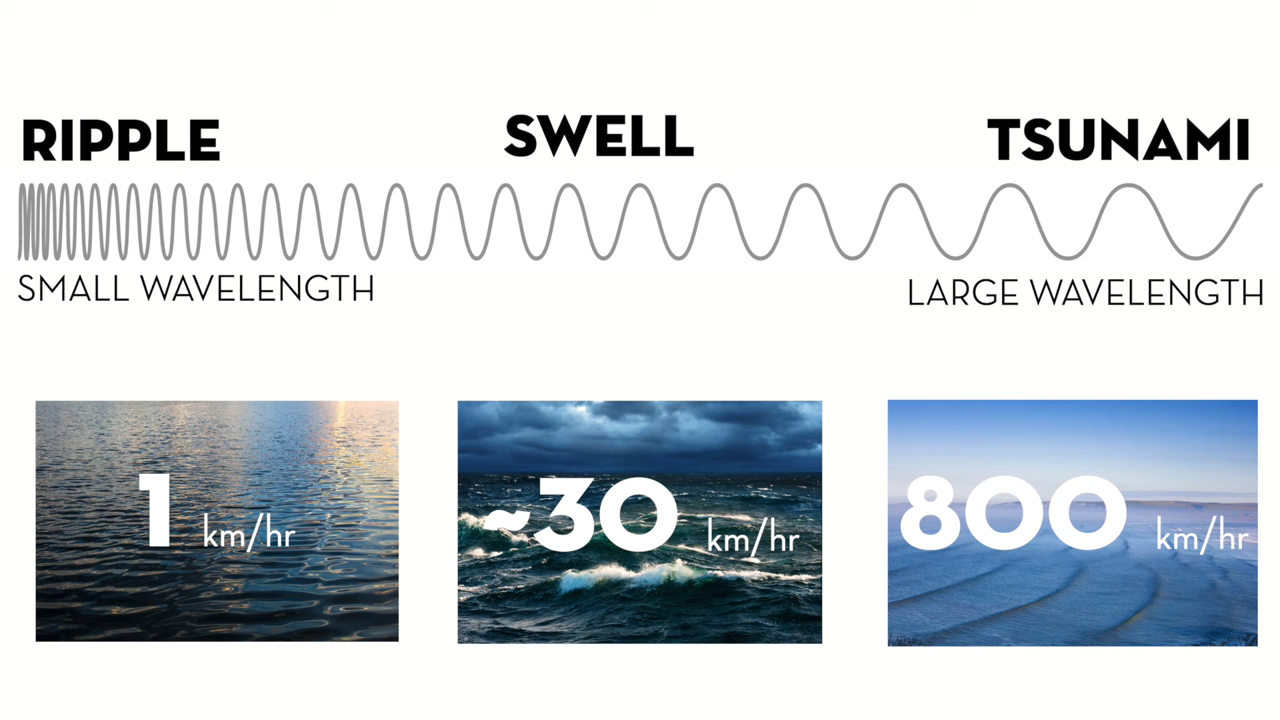 RIPPLE
SWELL
TSUNAMI
SMALL WAVELENGTH
LARGE WAVELENGTH
1 km/hr
~30 km/hr
800 km/hr